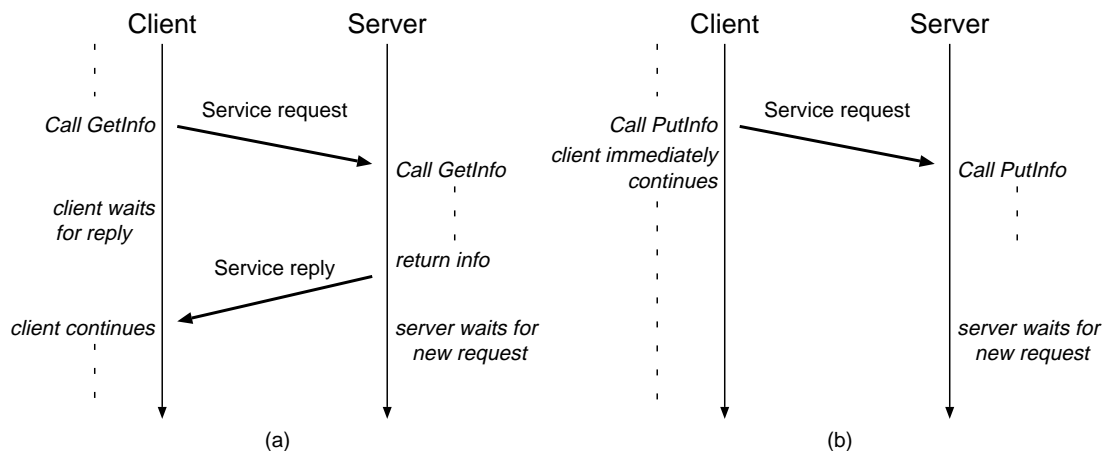 Client
Server
Service request
Call GetInfo
Call GetInfo
client waits
for reply
return info
Service reply
client continues
server waits for
new request
(a)
Client
Server
Service request
Call PutInfo
client immediately
continues
Call PutInfo
server waits for
new request
(b)